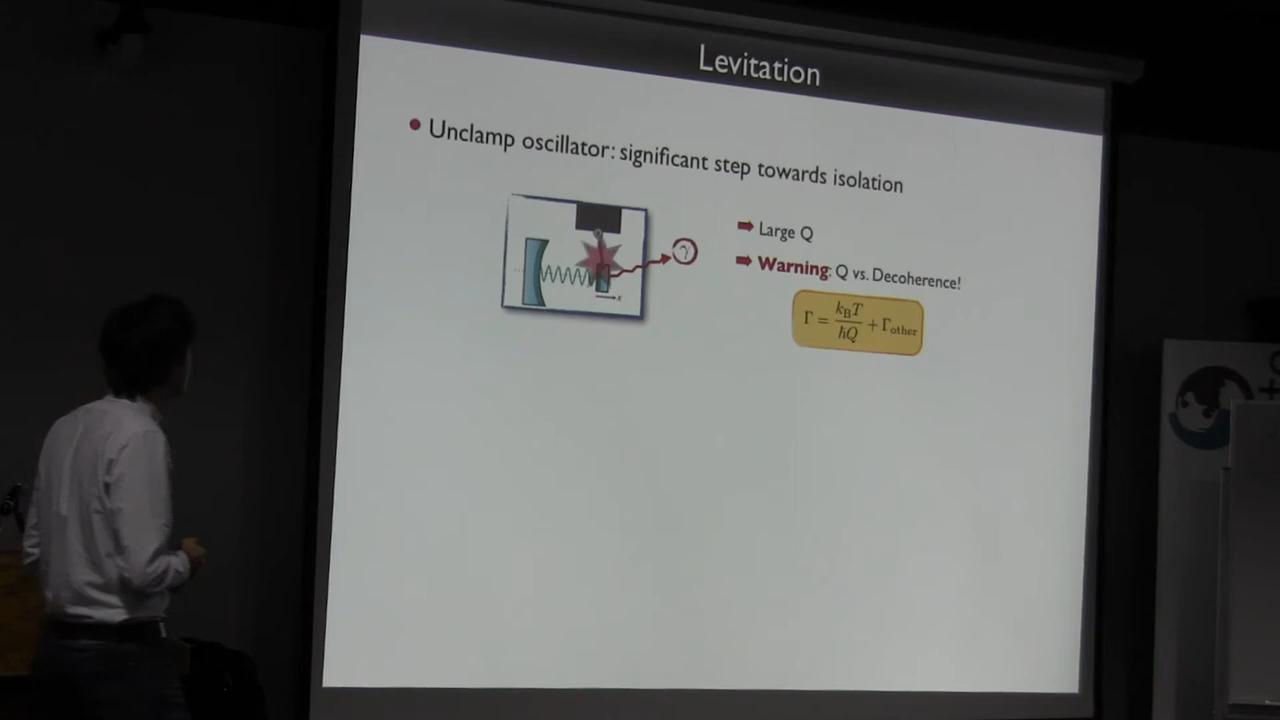 Levitation
• Unclamp oscillator: significant step towards isolation
γ
x
➡ Large Q
➡ Warning: Q vs. Decoherence!
Γ = k_B T / ħQ + Γ_other